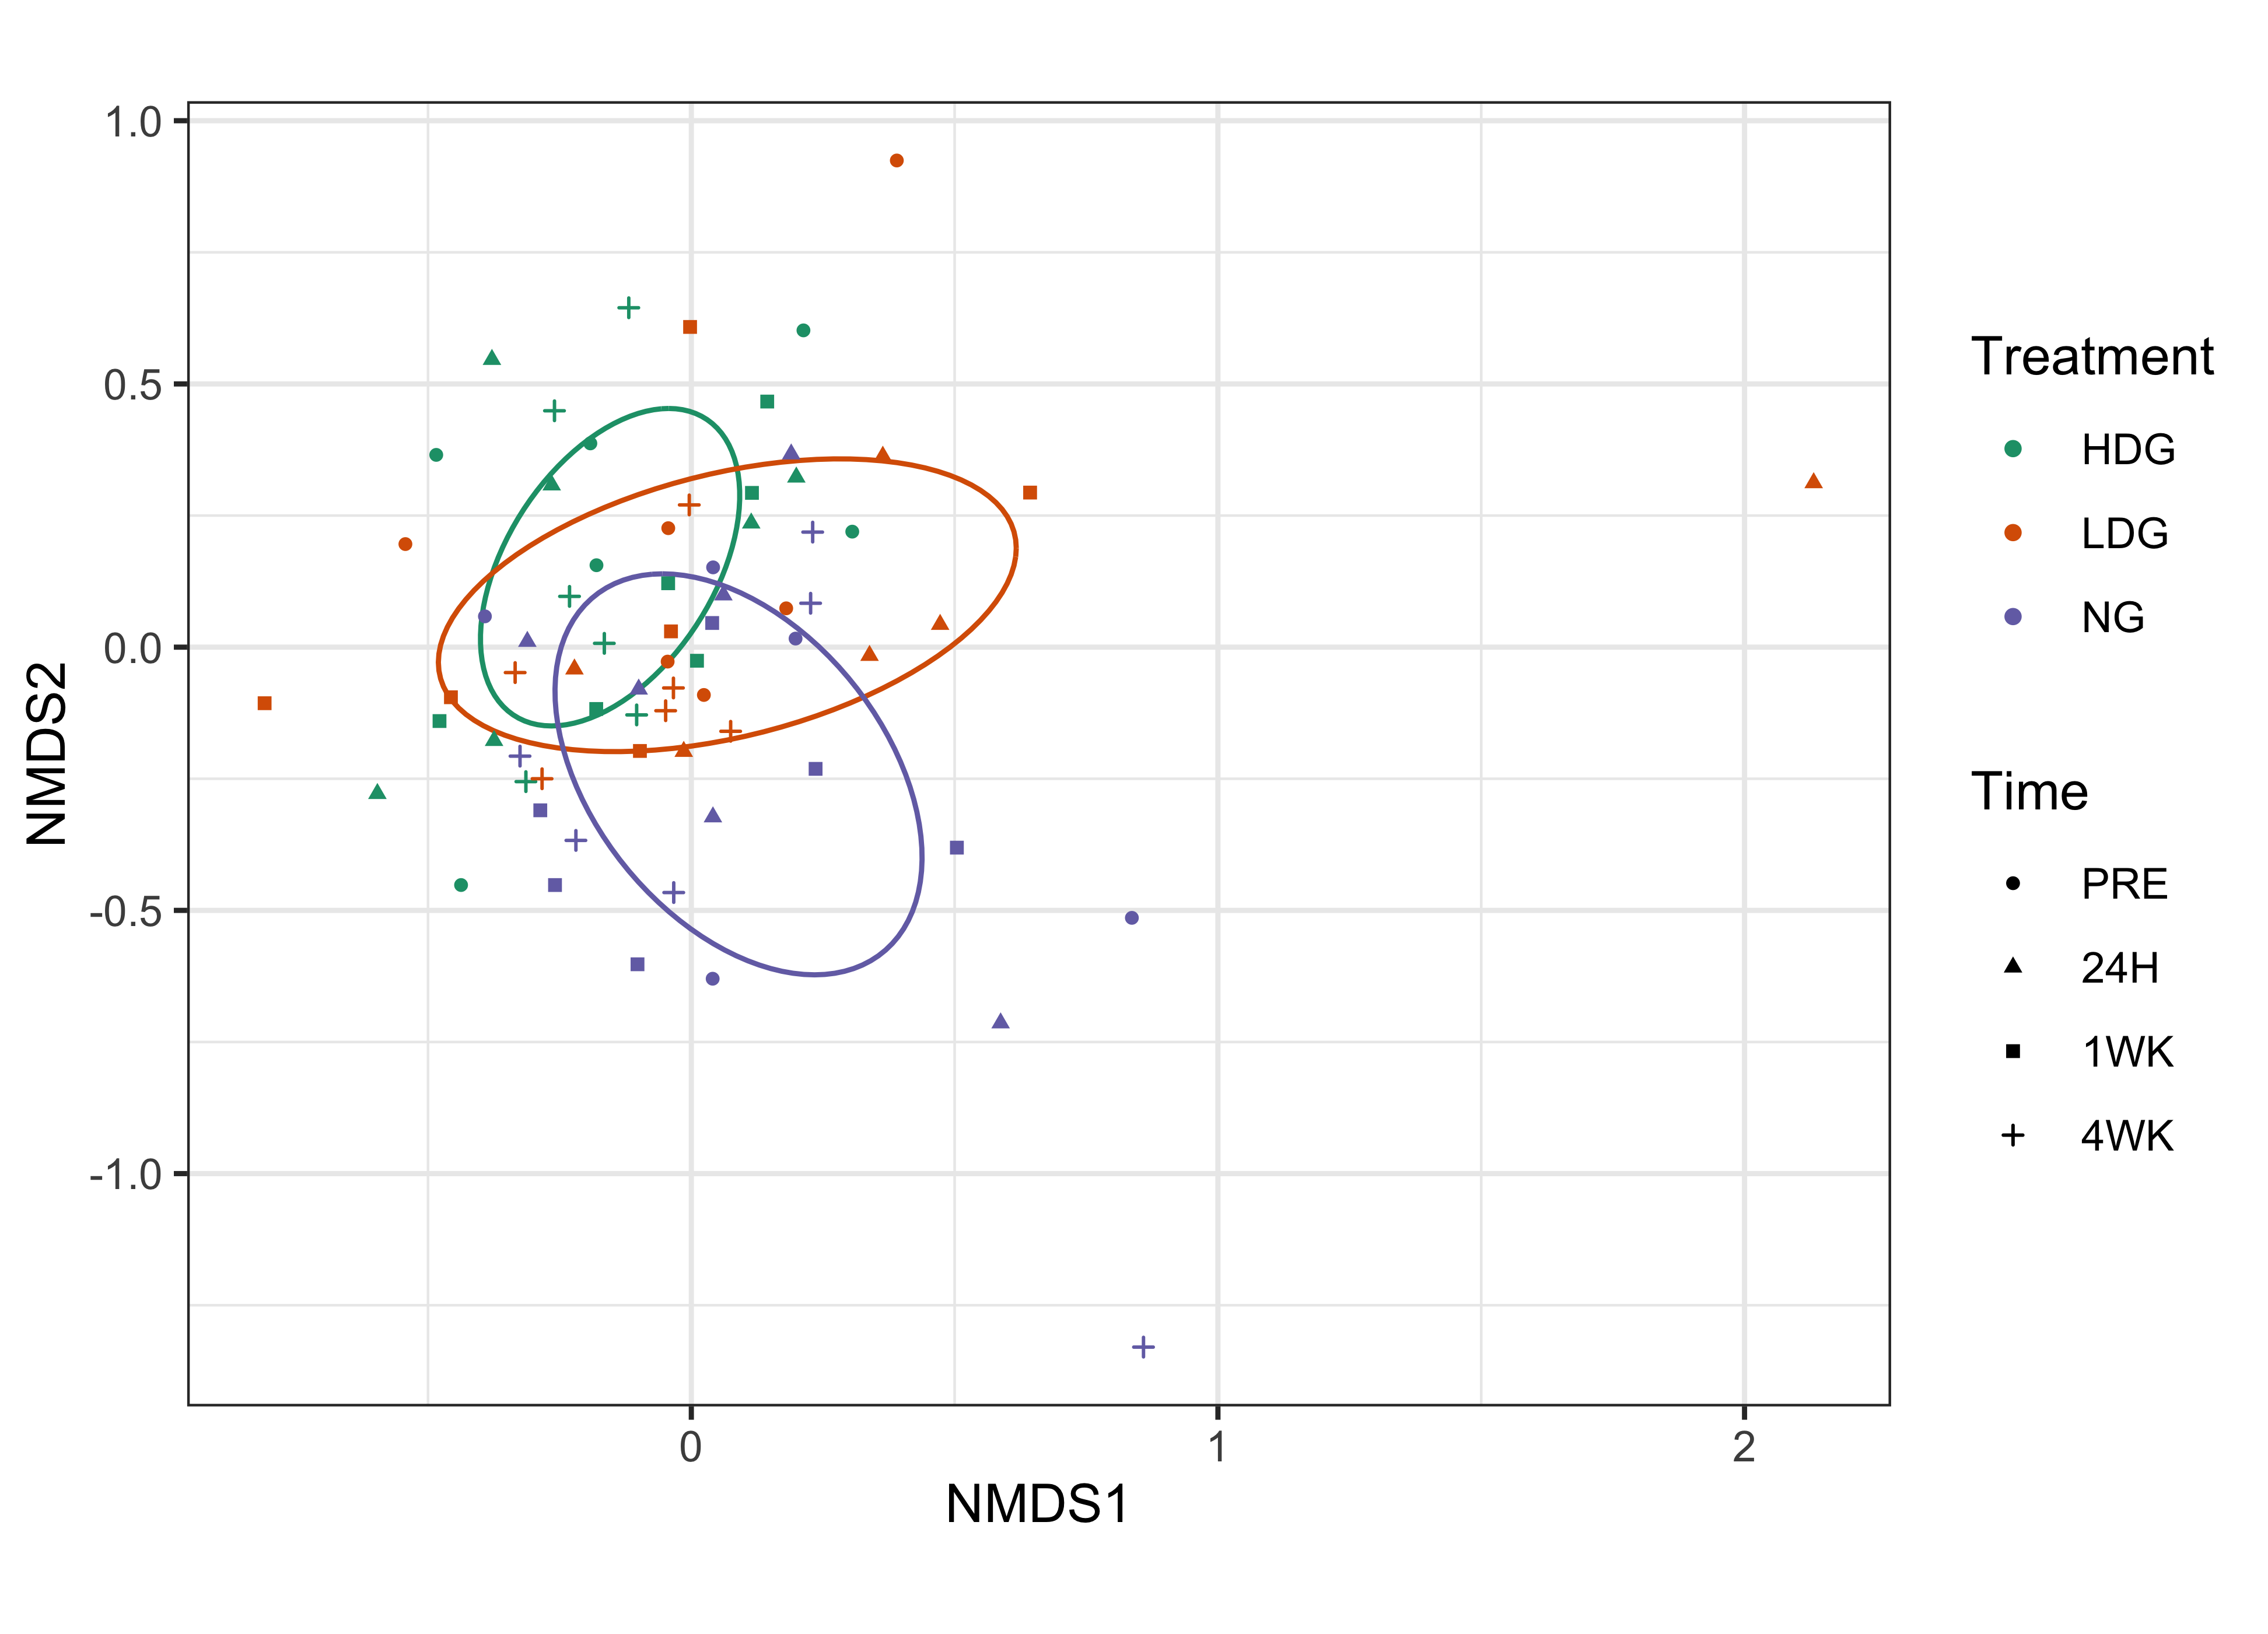 1.0
0.5
0.0
-0.5
-1.0
NMDS2
0 1 2
NMDS1
Treatment
HDG
LDG
NG
Time
PRE
24H
1WK
4WK